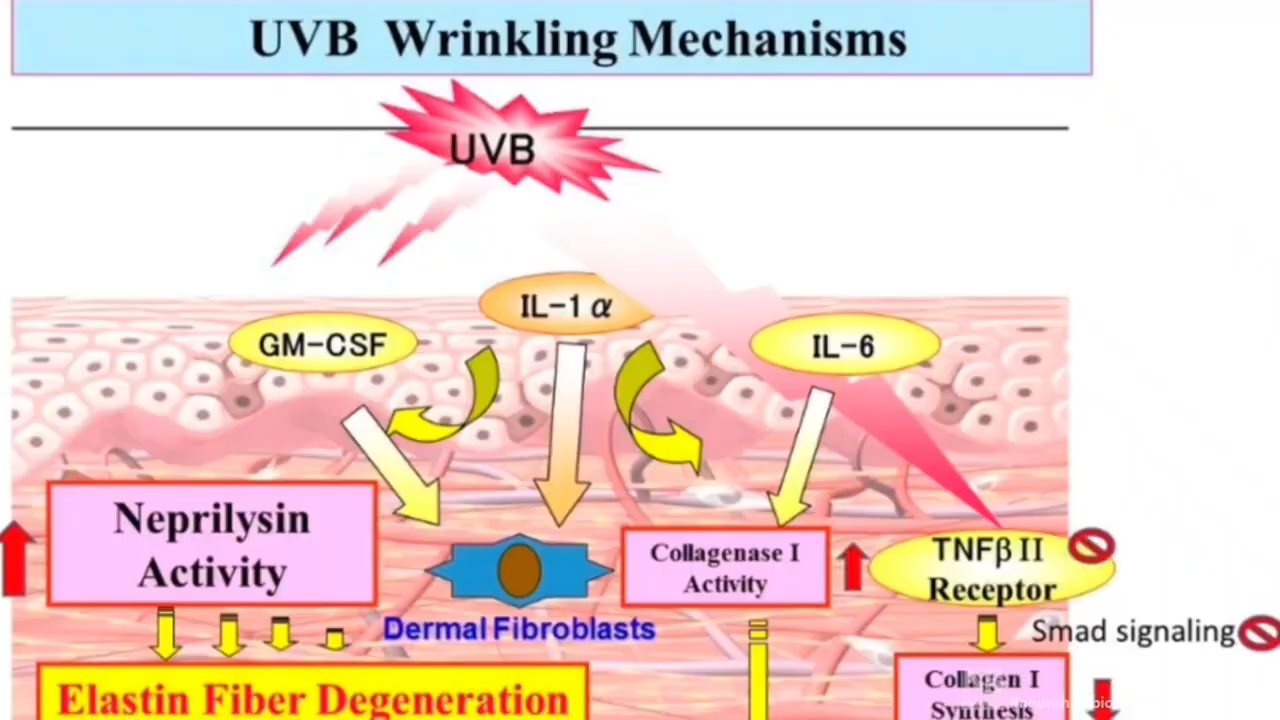 UVB Wrinkling Mechanisms
UVB
IL-1 α
GM-CSF
IL-6
Neprilysin
Activity
Collagenase I
Activity
TNFβ II
Receptor
Dermal Fibroblasts
Smad signaling
Elastin Fiber Degeneration
Collagen I
Synthesis